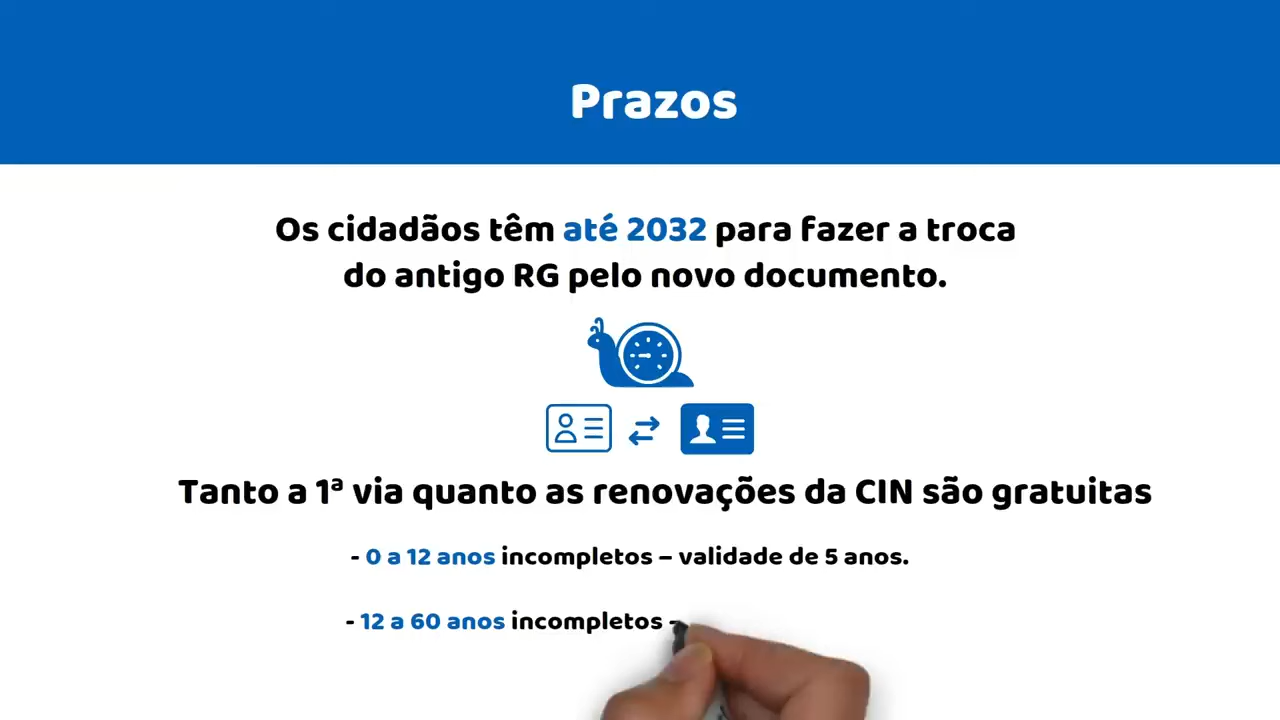 Prazos
Os cidadãos têm até 2032 para fazer a troca
do antigo RG pelo novo documento.
Tanto a 1ª via quanto as renovações da CIN são gratuitas
- 0 a 12 anos incompletos – validade de 5 anos.
- 12 a 60 anos incompletos -